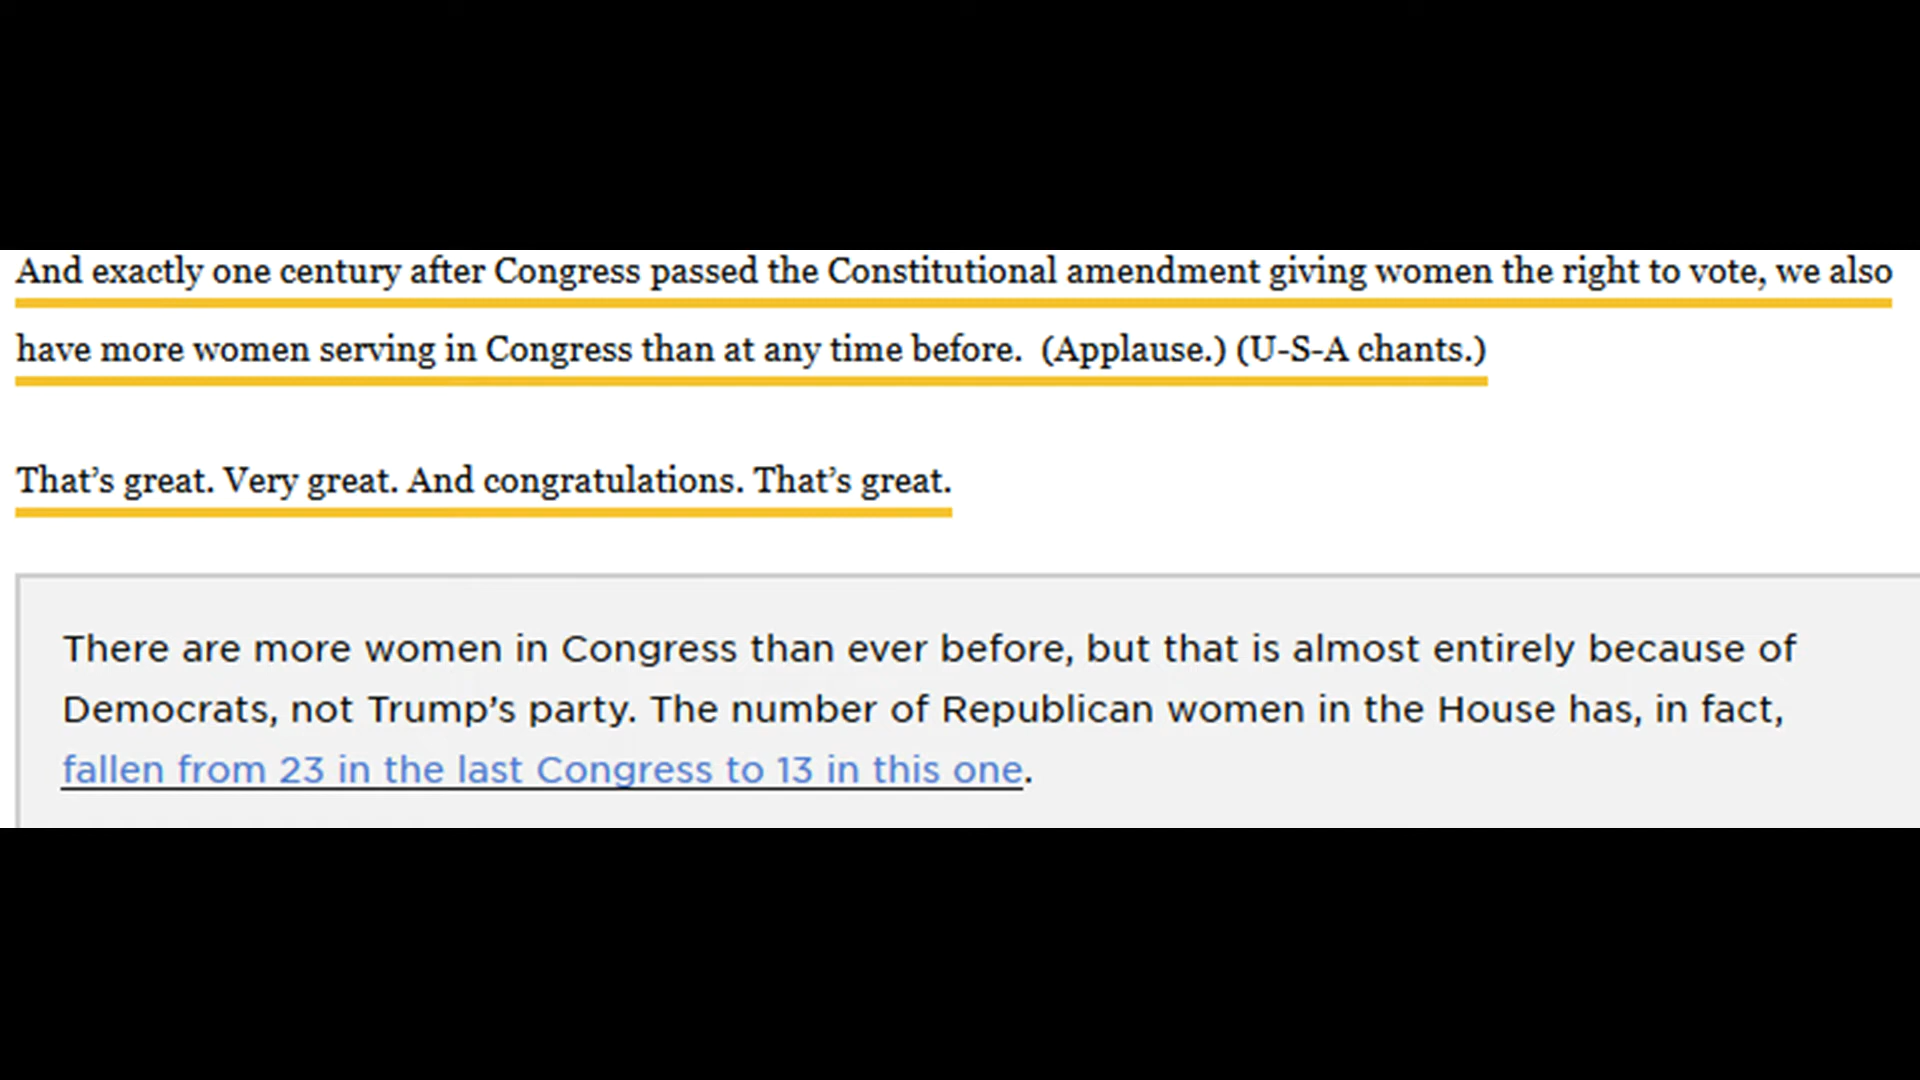 And exactly one century after Congress passed the Constitutional amendment giving women the right to vote, we also
have more women serving in Congress than at any time before.  (Applause.) (U-S-A chants.)
That’s great. Very great. And congratulations. That’s great.
There are more women in Congress than ever before, but that is almost entirely because of
Democrats, not Trump’s party. The number of Republican women in the House has, in fact,
fallen from 23 in the last Congress to 13 in this one.